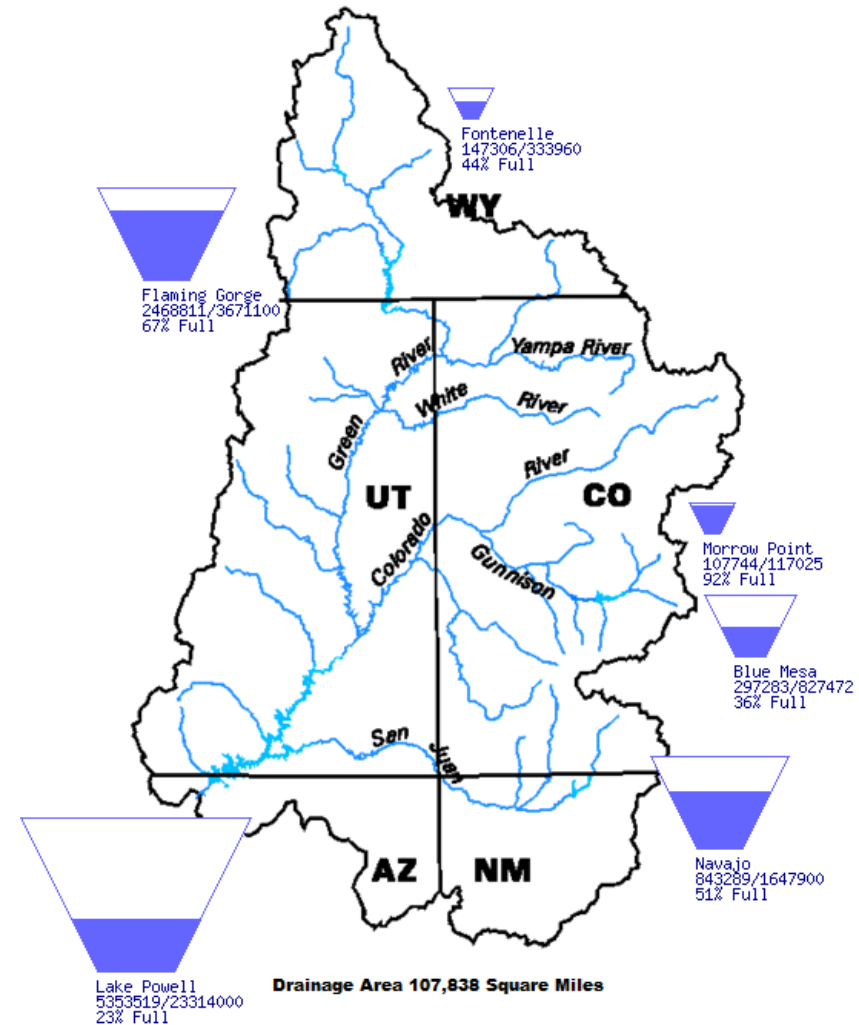 Fontenelle
147306/333960
44% Full
WY
Flaming Gorge
2468811/3671100
67% Full
River
Yampa River
White
River
Green
River
UT
CO
Colorado
Gunnison
Morrow Point
107744/117025
92% Full
Blue Mesa
297283/827472
36% Full
San
Juan
Navajo
843289/1647900
51% Full
AZ
NM
Lake Powell
5353519/23314000
23% Full
Drainage Area 107,838 Square Miles